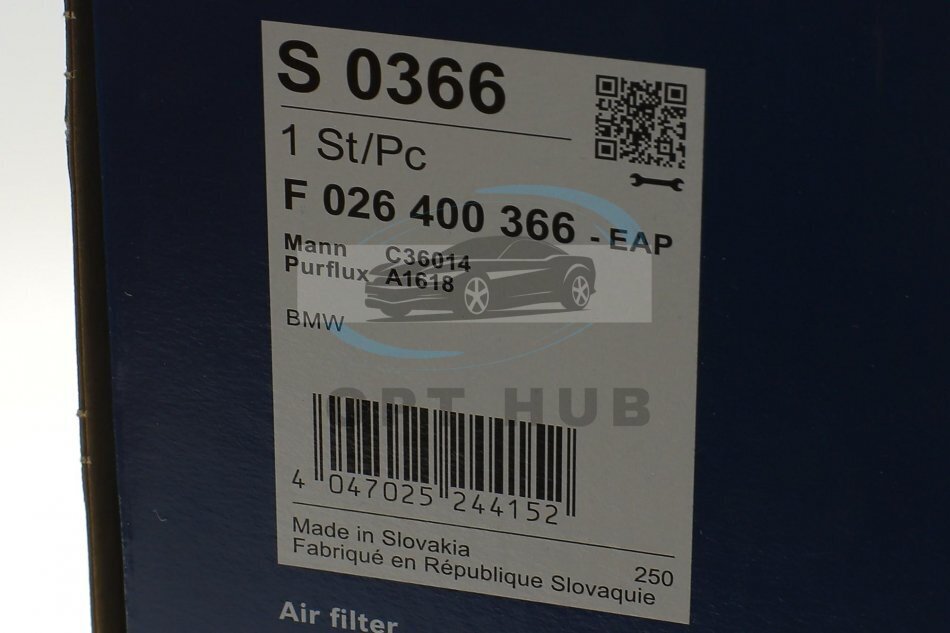 S 0366
1 St/Pc
F 026 400 366 - EAP
Mann C36014
Purflux A1618
BMW
OPT HUB
4 047025 244152
Made in Slovakia
Fabriqué en République Slovaquie
250
Air filter